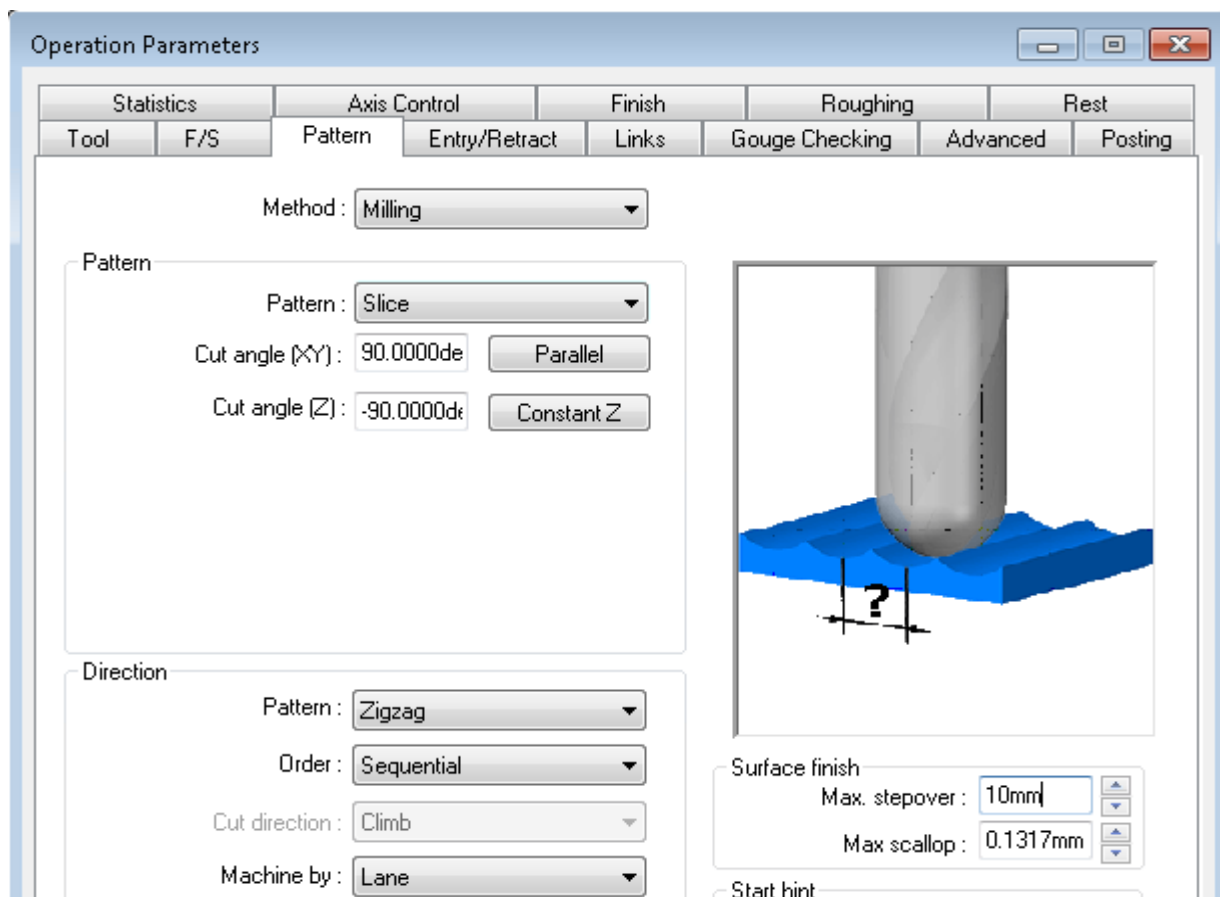 Operation Parameters
Statistics Axis Control Finish Roughing Rest
Tool F/S Pattern Entry/Retract Links Gouge Checking Advanced Posting
Method : Milling
Pattern
Pattern : Slice
Cut angle (XY) : 90.0000de Parallel
Cut angle (Z) : -90.0000de Constant Z
?
Direction
Pattern : Zigzag
Order : Sequential
Cut direction : Climb
Machine by : Lane
Surface finish
Max. stepover : 10mm
Max scallop : 0.1317mm
Start hint